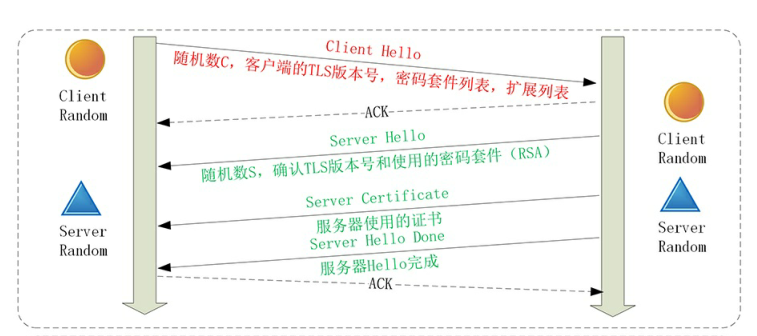 Client Hello
随机数C，客户端的TLS版本号，密码套件列表，扩展列表
Client
Random
ACK
Client
Random
Server Hello
随机数S，确认TLS版本号和使用的密码套件（RSA）
Server Certificate
服务器使用的证书
Server
Random
Server
Random
Server Hello Done
服务器Hello完成
ACK